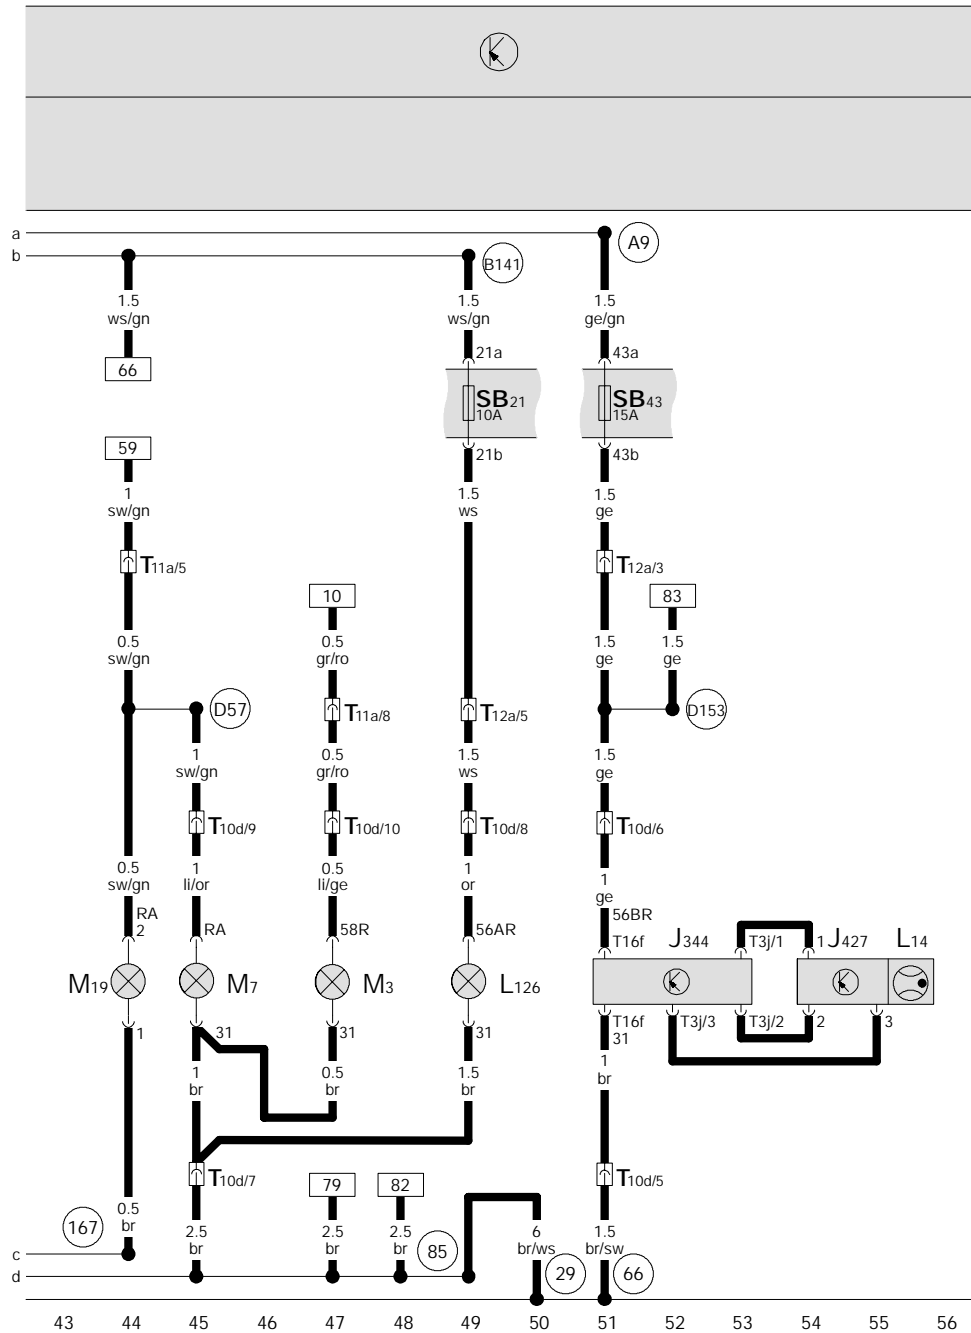 a
A9
b
B141
1.5 1.5 1.5
ws/gn ws/gn ge/gn
21a 43a
66
SB21 SB43
10A 15A
59
21b 43b
1 1.5 1.5
sw/gn ws ge
T11a/5 T12a/3
10 83
0.5 0.5 1.5 1.5
sw/gn gr/ro ge ge
D57 T11a/8 T12a/5 D153
1 0.5 1.5 1.5
sw/gn gr/ro ws ge
T10d/9 T10d/10 T10d/8 T10d/6
0.5 1 0.5 1 1
sw/gn li/or li/ge or ge
RA 56BR
2 RA 58R 56AR
T16f J344 T3j/1 1 J427 L14
M19 M7 M3 L126
T16f T3j/3 T3j/2 2 3
1 31 31 31 31
1 0.5 1.5 1
br br br br
T10d/7 T10d/5
79 82
0.5
br
167
2.5 2.5 2.5 6 1.5
br br br br/ws br/sw
85
c
d
29 66
43 44 45 46 47 48 49 50 51 52 53 54 55 56